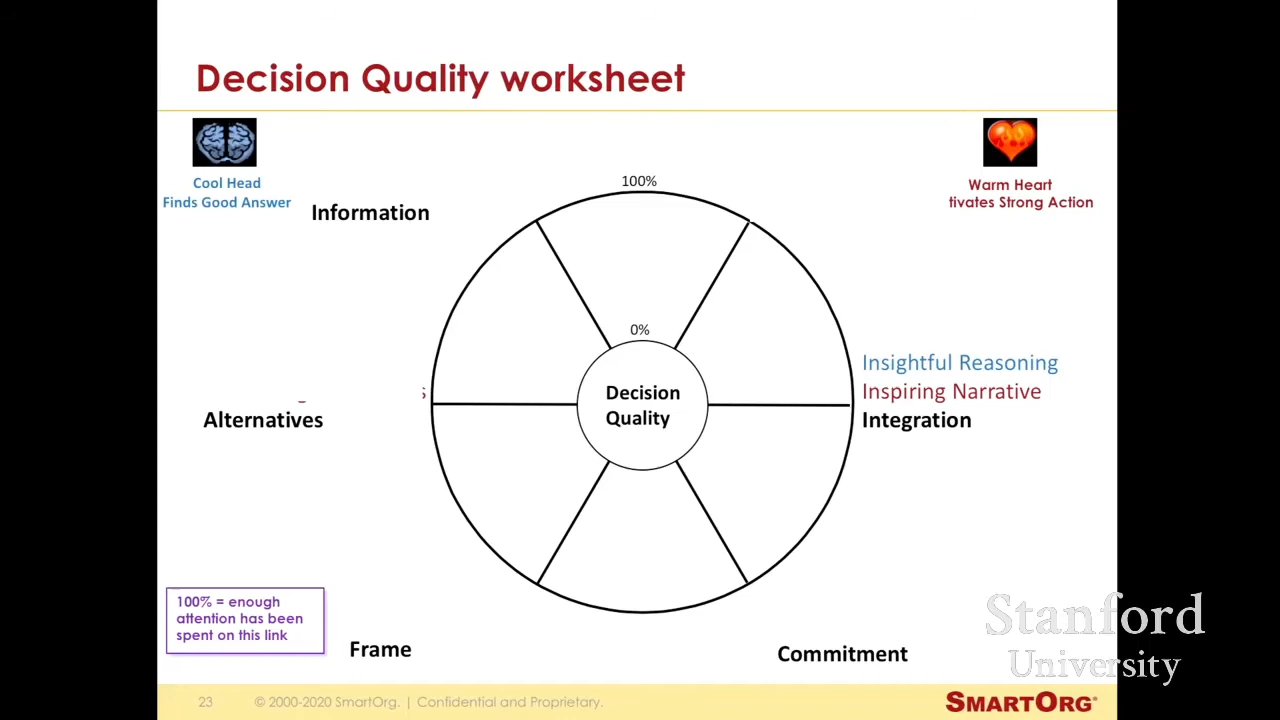 Decision Quality worksheet
Cool Head
Finds Good Answer
Warm Heart
tivates Strong Action
100%
Information
0%
Decision
Quality
Insightful Reasoning
Inspiring Narrative
Integration
Alternatives
100% = enough
attention has been
spent on this link
Frame
Commitment
Stanford
University
23
© 2000-2020 SmartOrg. | Confidential and Proprietary.
SMARTORG®